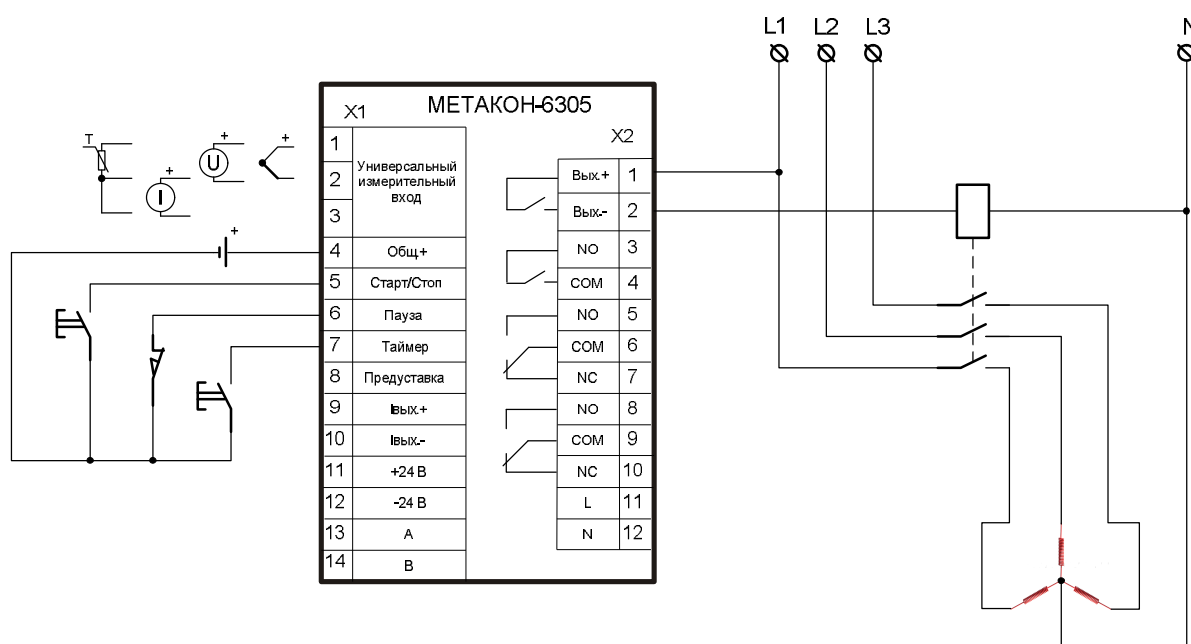 L1 L2 L3 N
МЕТАКОН-6305
X1
X2
T
+
+
+
U
I
+
1
2
3
Универсальный
измерительный
вход
4 Общ.+
5 Старт/Стоп
6 Пауза
7 Таймер
8 Предуставка
9 Iвых.+
10 Iвых.-
11 +24 В
12 -24 В
13 А
14 В
Вых.+ 1
Вых.- 2
NO 3
COM 4
NO 5
COM 6
NC 7
NO 8
COM 9
NC 10
L 11
N 12